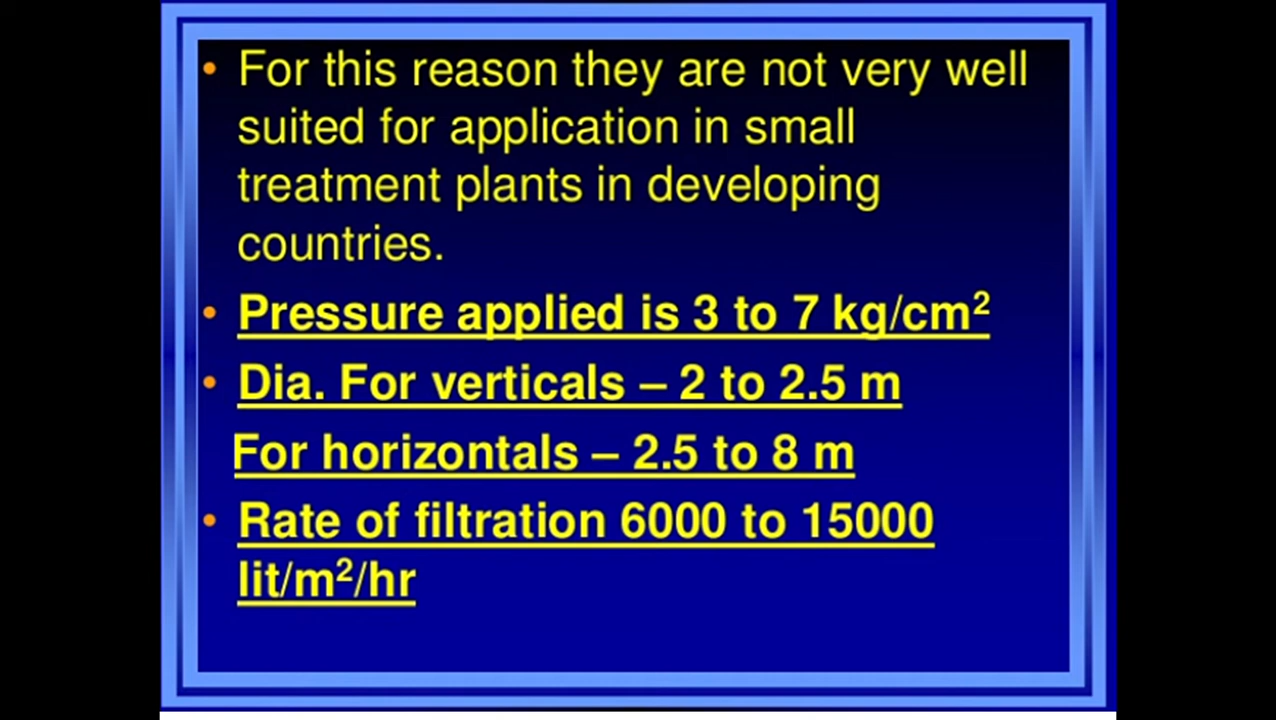 • For this reason they are not very well
suited for application in small
treatment plants in developing
countries.
• Pressure applied is 3 to 7 kg/cm²
• Dia. For verticals – 2 to 2.5 m
For horizontals – 2.5 to 8 m
• Rate of filtration 6000 to 15000
lit/m²/hr